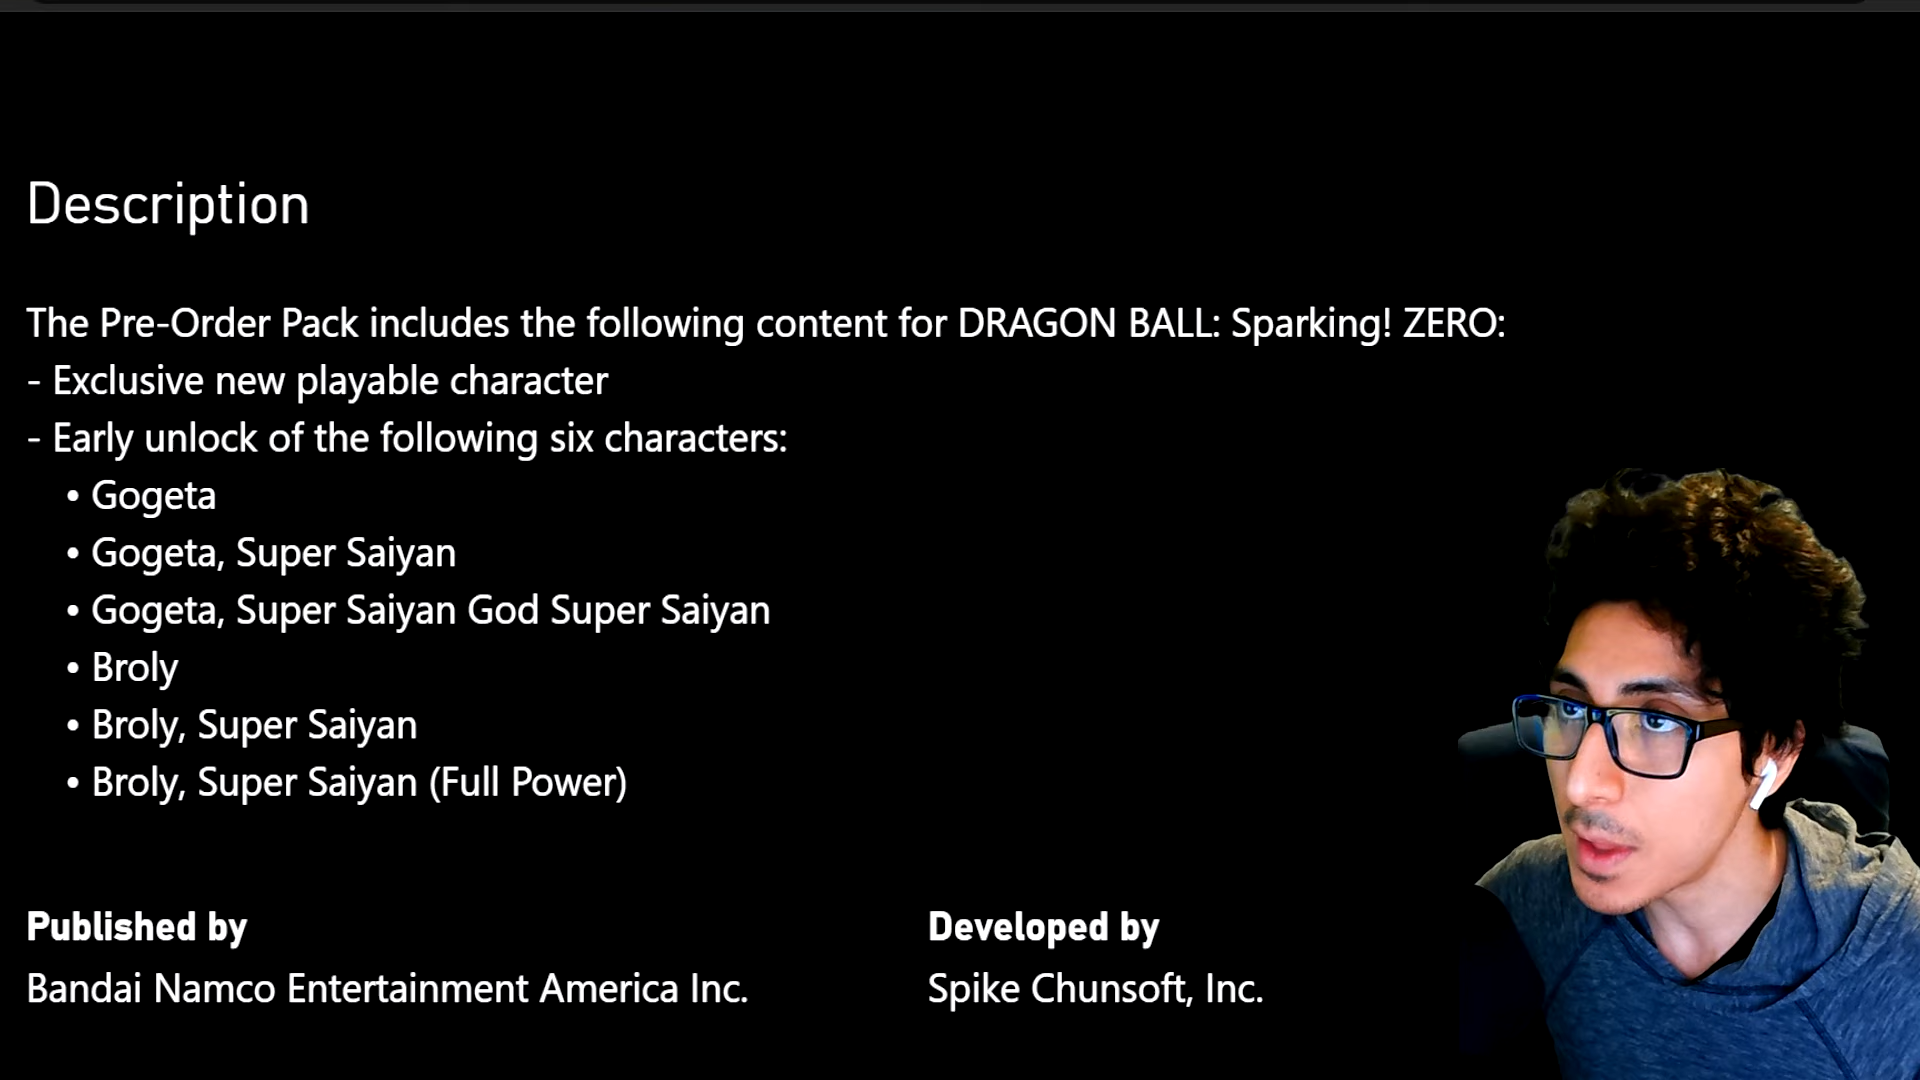 Description
The Pre-Order Pack includes the following content for DRAGON BALL: Sparking! ZERO:
- Exclusive new playable character
- Early unlock of the following six characters:
• Gogeta
• Gogeta, Super Saiyan
• Gogeta, Super Saiyan God Super Saiyan
• Broly
• Broly, Super Saiyan
• Broly, Super Saiyan (Full Power)
Published by
Bandai Namco Entertainment America Inc.
Developed by
Spike Chunsoft, Inc.